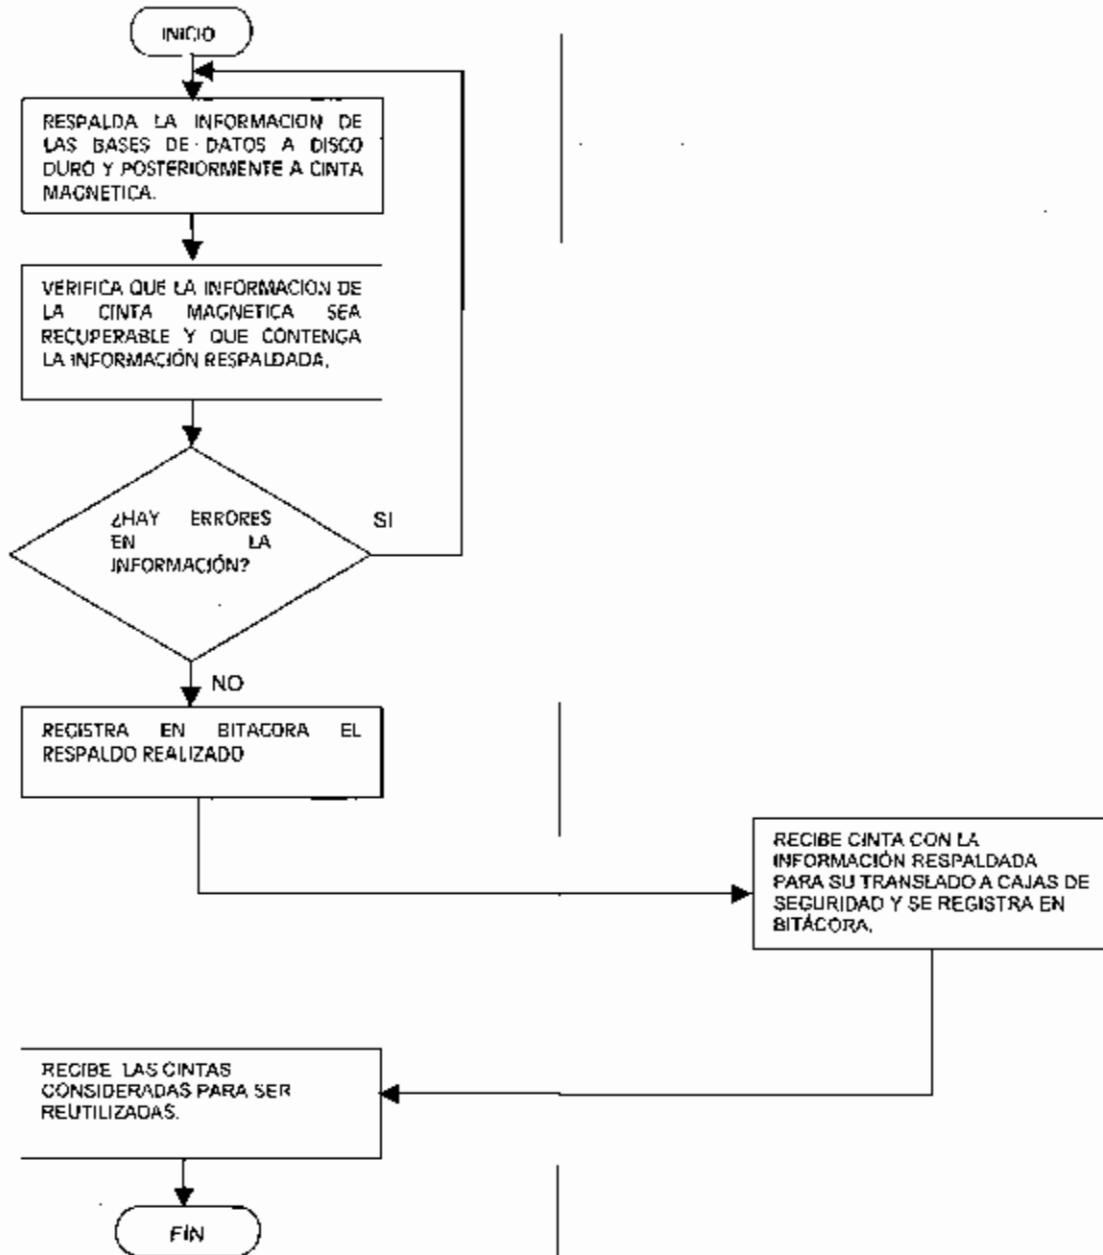 INICIO
RESPALDA LA INFORMACION DE
LAS BASES DE DATOS A DISCO
DURO Y POSTERIORMENTE A CINTA
MAGNETICA.
VERIFICA QUE LA INFORMACION DE
LA CINTA MAGNETICA SEA
RECUPERABLE Y QUE CONTENGA
LA INFORMACIÓN RESPALDADA.
¿HAY ERRORES
EN LA
INFORMACIÓN?
SI
NO
REGISTRA EN BITACORA EL
RESPALDO REALIZADO
RECIBE CINTA CON LA
INFORMACIÓN RESPALDADA
PARA SU TRANSLADO A CAJAS DE
SEGURIDAD Y SE REGISTRA EN
BITÁCORA.
RECIBE LAS CINTAS
CONSIDERADAS PARA SER
REUTILIZADAS.
FIN